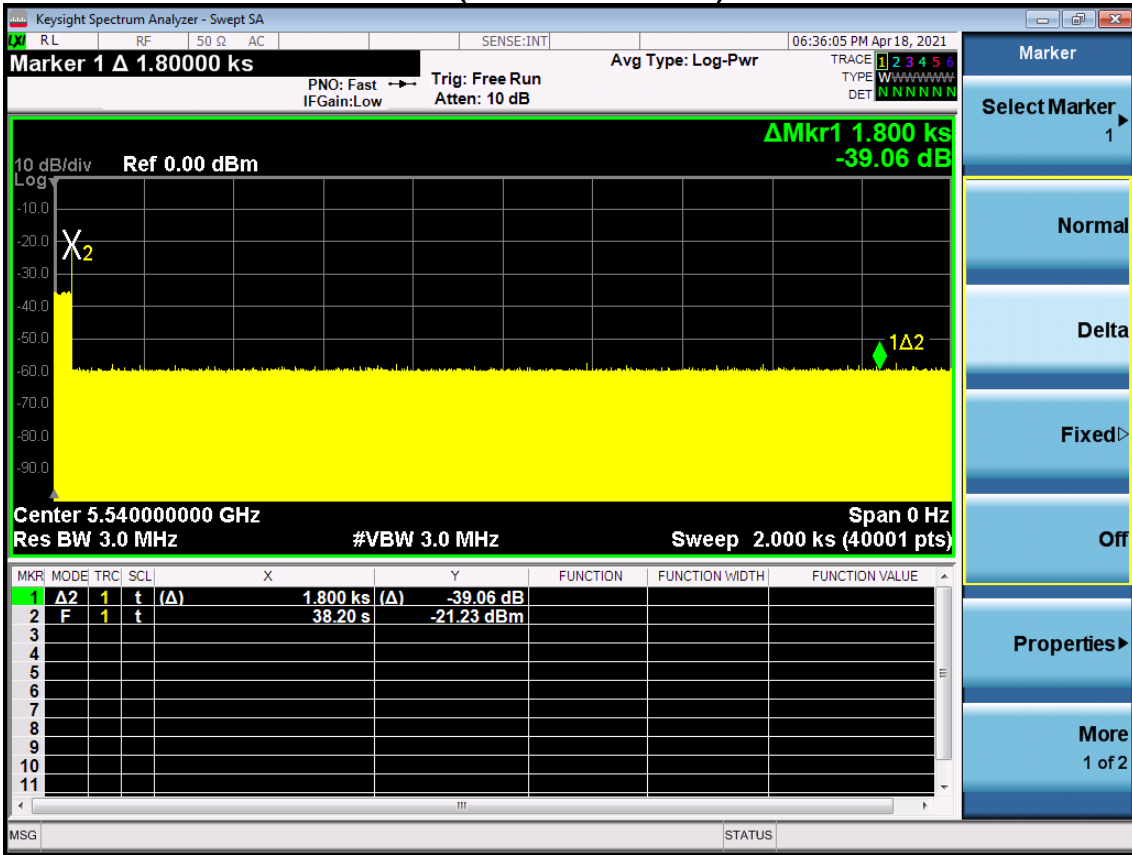 Keysight Spectrum Analyzer - Swept SA
LXI RL RF 50 Ω AC SENSE:INT 06:36:05 PM Apr 18, 2021
Marker 1 Δ 1.80000 ks
PNO: Fast
IFGain:Low
Trig: Free Run
Atten: 10 dB
Avg Type: Log-Pwr
TRACE 1 2 3 4 5 6
TYPE WWWWWWW
DET N N N N N N
ΔMkr1 1.800 ks
-39.06 dB
10 dB/div Ref 0.00 dBm
Log
-10.0
-20.0
-30.0
-40.0
-50.0
-60.0
-70.0
-80.0
-90.0
X2
1Δ2
Center 5.540000000 GHz Span 0 Hz
Res BW 3.0 MHz #VBW 3.0 MHz Sweep 2.000 ks (40001 pts)
MKR MODE TRC SCL X Y FUNCTION FUNCTION WIDTH FUNCTION VALUE
1 Δ2 1 t (Δ) 1.800 ks (Δ) -39.06 dB
2 F 1 t 38.20 s -21.23 dBm
3
4
5
6
7
8
9
10
11
MSG STATUS
Marker
Select Marker
1
Normal
Delta
Fixed
Off
Properties
More
1 of 2